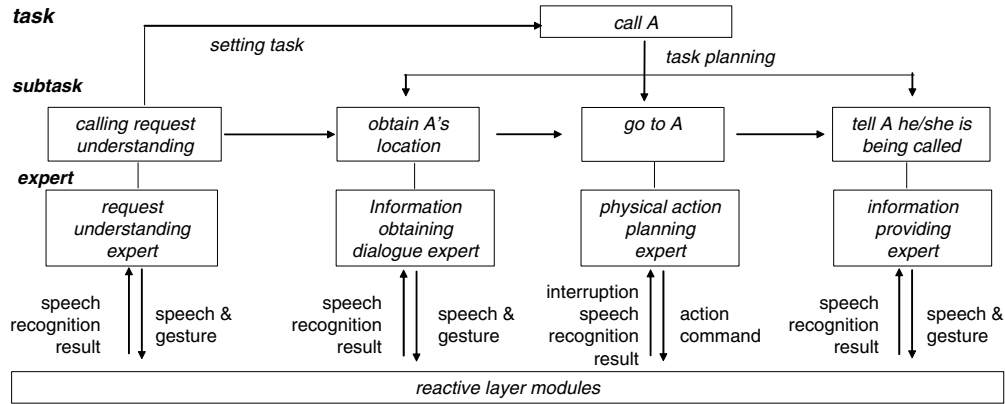 task
call A
setting task
task planning
subtask
calling request
understanding
obtain A's
location
go to A
tell A he/she is
being called
expert
request
understanding
expert
Information
obtaining
dialogue expert
physical action
planning
expert
information
providing
expert
speech
recognition
result
speech &
gesture
speech
recognition
result
speech &
gesture
interruption
speech
recognition
result
action
command
speech
recognition
result
speech &
gesture
reactive layer modules